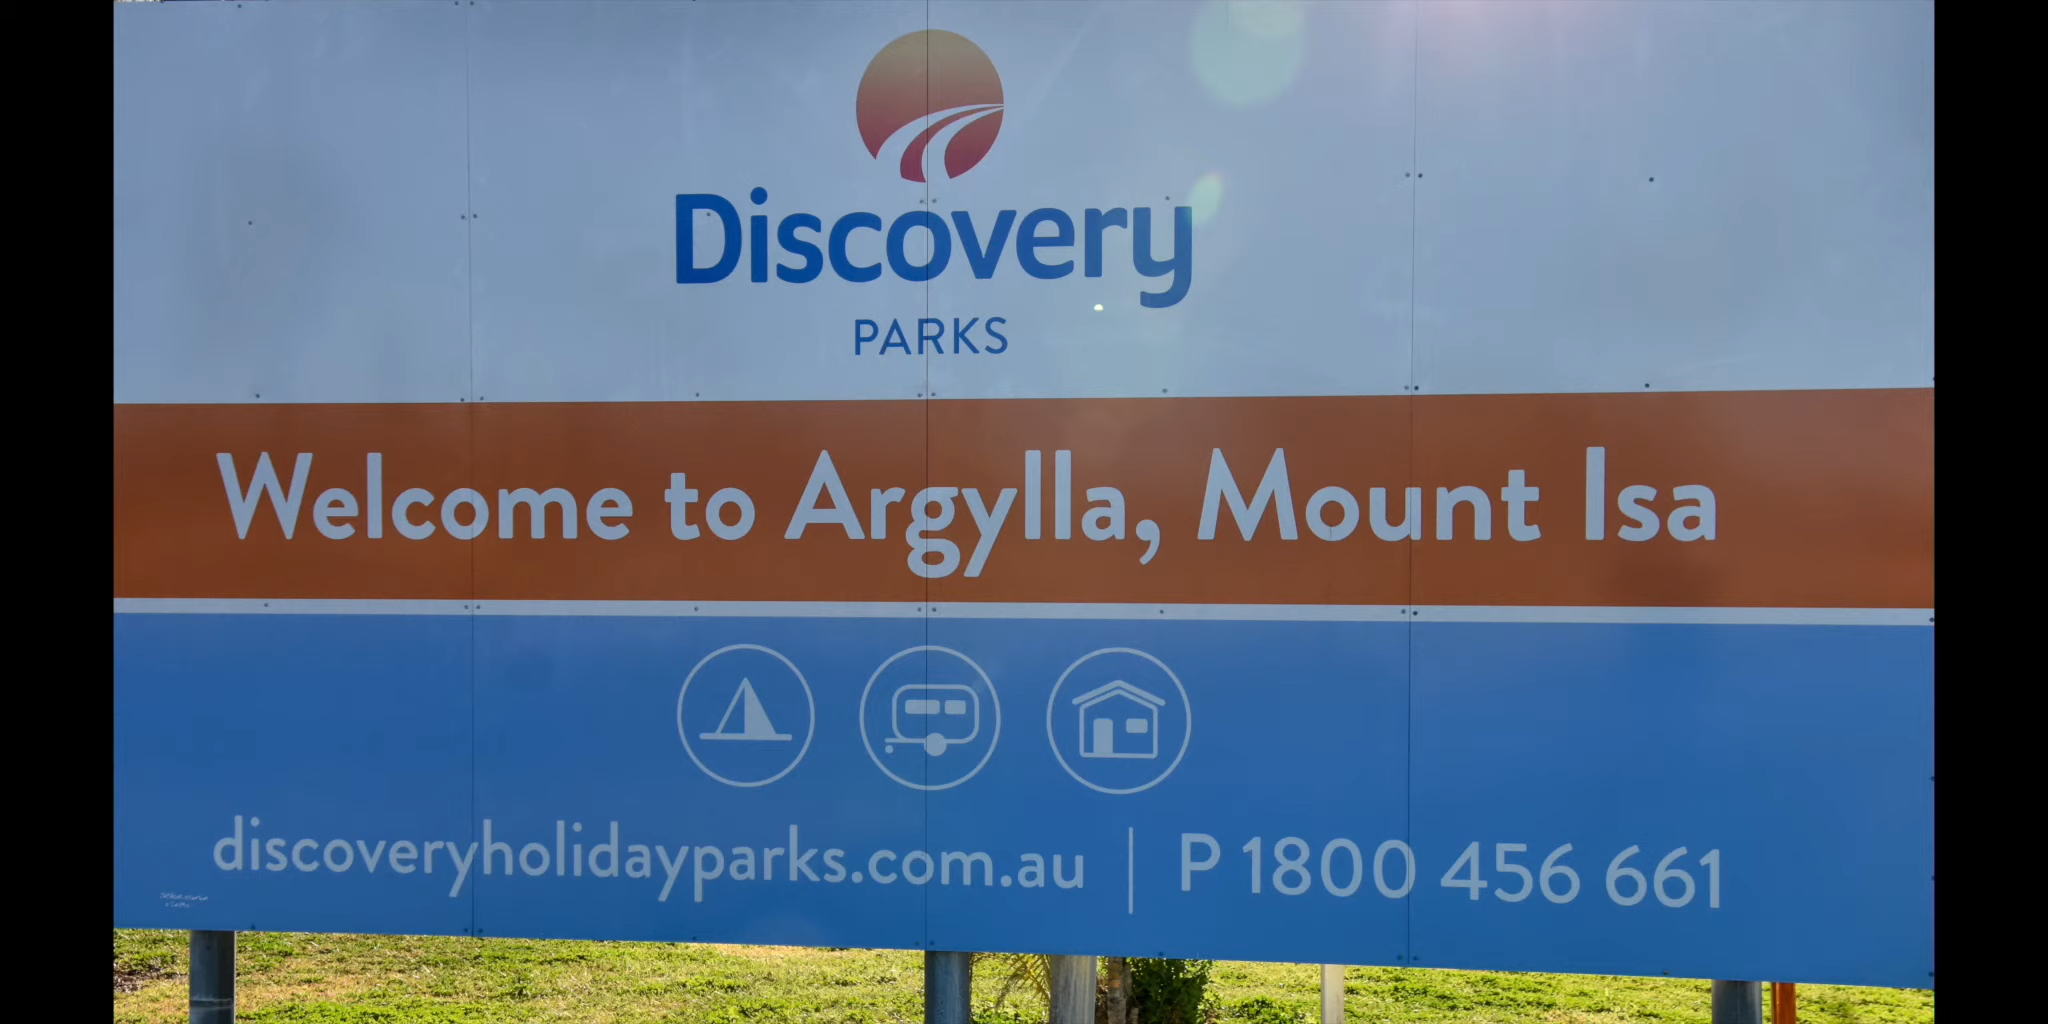 Discovery
PARKS
Welcome to Argylla, Mount Isa
discoveryholidayparks.com.au | P 1800 456 661